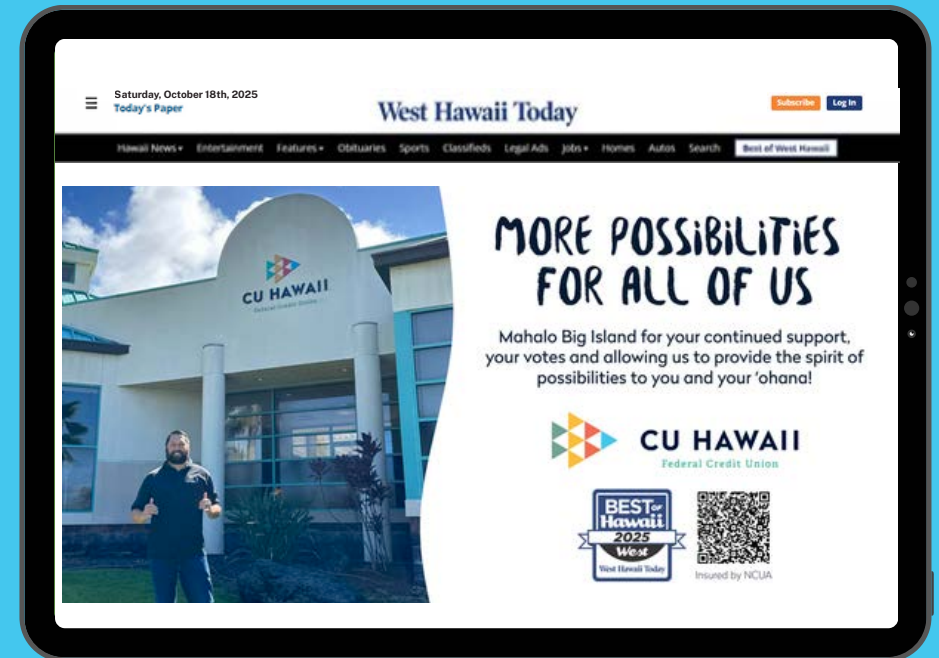 Saturday, October 18th, 2025
Today's Paper
West Hawaii Today
Subscribe Log In
Hawaii News Entertainment Features Obituaries Sports Classifieds Legal Ads Jobs Homes Autos Search Best of West Hawaii
CU HAWAII
Federal Credit Union
MORE POSSiBiLiTiES
FOR ALL OF US
Mahalo Big Island for your continued support,
your votes and allowing us to provide the spirit of
possibilities to you and your ‘ohana!
CU HAWAII
Federal Credit Union
BEST OF
Hawaii
2025
West
West Hawaii Today
Insured by NCUA